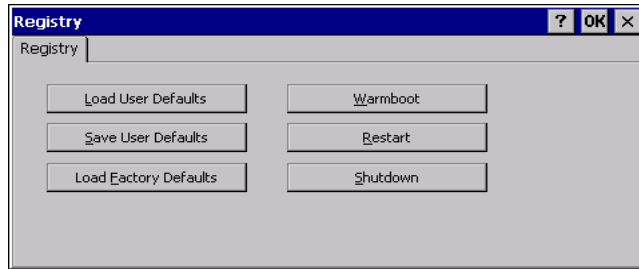 Registry ? OK ×
Registry
Load User Defaults Warmboot
Save User Defaults Restart
Load Factory Defaults Shutdown